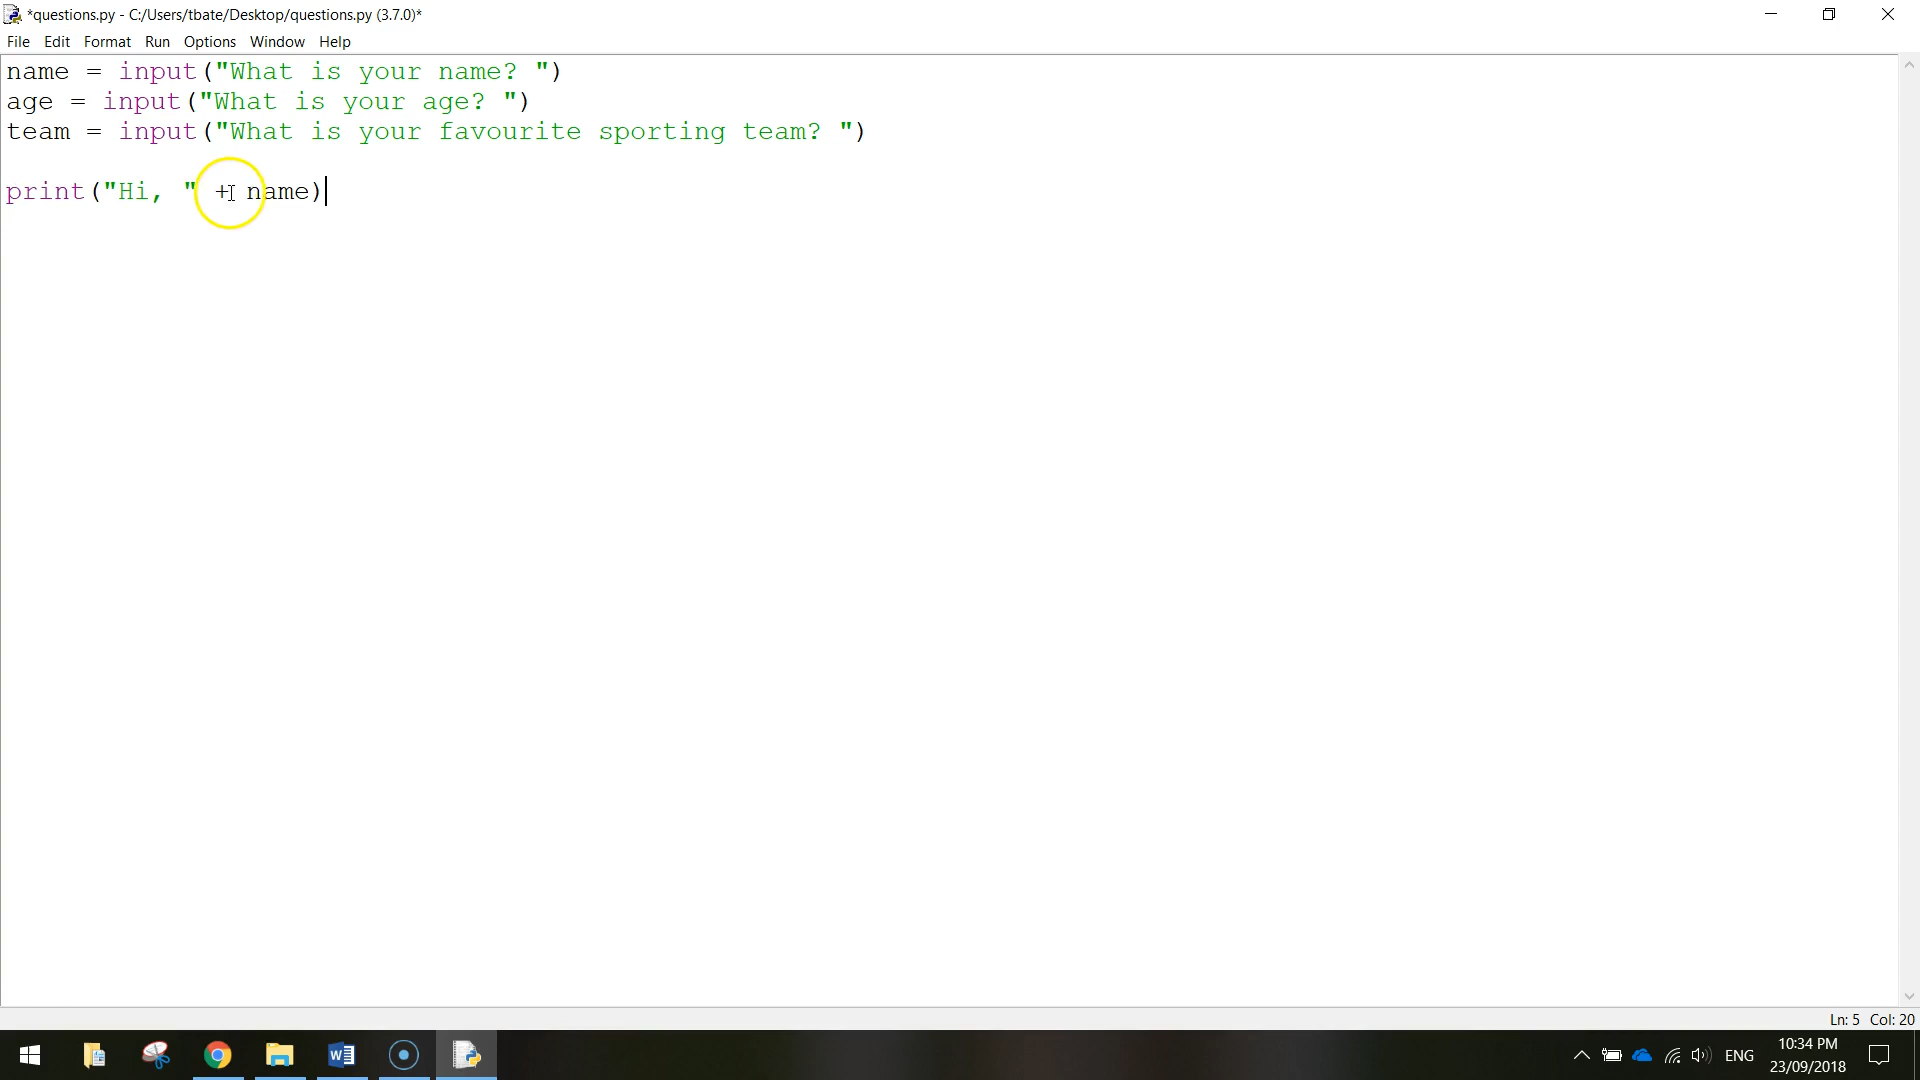 *questions.py - C:/Users/tbate/Desktop/questions.py (3.7.0)*
File Edit Format Run Options Window Help
name = input("What is your name? ")
age = input("What is your age? ")
team = input("What is your favourite sporting team? ")
print("Hi, " + name)
Ln: 5 Col: 20
ENG
10:34 PM
23/09/2018